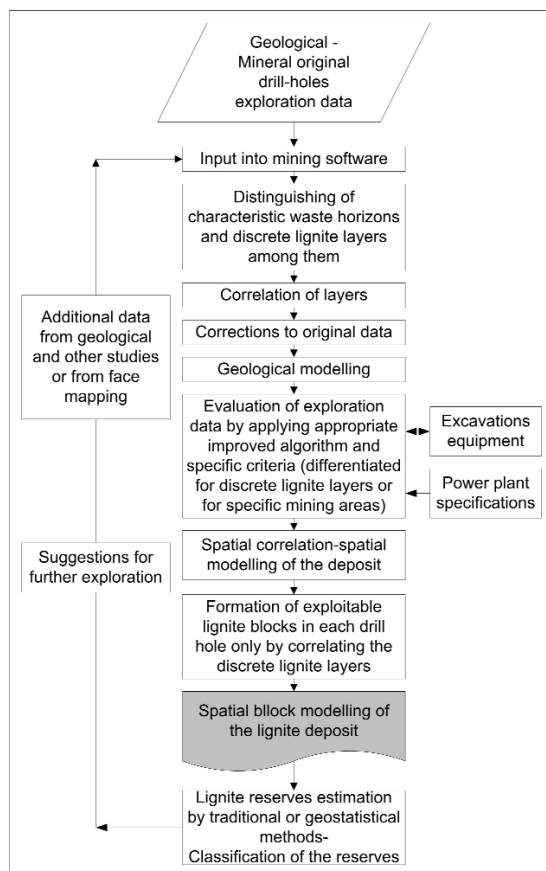 Geological -
Mineral original
drill-holes
exploration data
Input into mining software
Distinguishing of
characteristic waste horizons
and discrete lignite layers
among them
Correlation of layers
Corrections to original data
Geological modelling
Evaluation of exploration
data by applying appropriate
improved algorithm and
specific criteria (differentiated
for discrete lignite layers or
for specific mining areas)
Excavations
equipment
Power plant
specifications
Spatial correlation-spatial
modelling of the deposit
Formation of exploitable
lignite blocks in each drill
hole only by correlating the
discrete lignite layers
Spatial bllock modelling of
the lignite deposit
Lignite reserves estimation
by traditional or geostatistical
methods-
Classification of the reserves
Suggestions for
further exploration
Additional data
from geological
and other studies
or from face
mapping